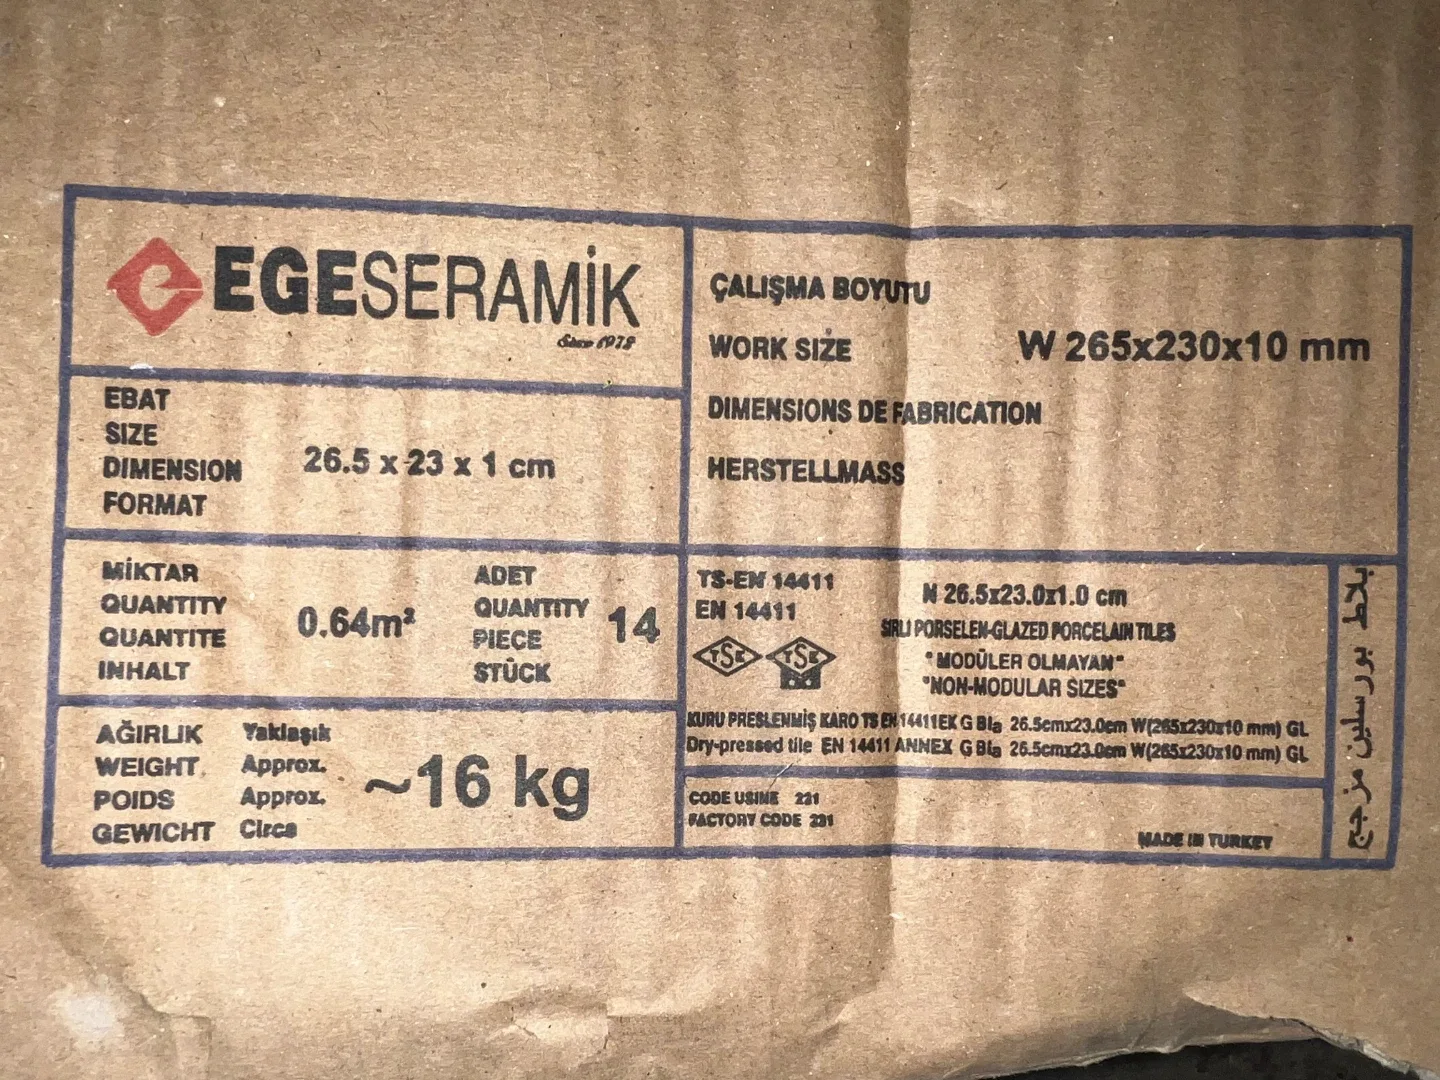 EGESERAMİK
Since 1972
EBAT
SIZE
DIMENSION
FORMAT
26.5 x 23 x 1 cm
MİKTAR
QUANTITY
QUANTITE
INHALT
0.64m²
ADET
QUANTITY
PIECE
STÜCK
14
AĞIRLIK Yaklaşık
WEIGHT Approx.
POIDS Approx.
GEWICHT Circa
~16 kg
ÇALIŞMA BOYUTU
WORK SIZE
W 265x230x10 mm
DIMENSIONS DE FABRICATION
HERSTELLMASS
TS-EN 14411
EN 14411
TSE TSE
N 26.5x23.0x1.0 cm
SIRLI PORSELEN-GLAZED PORCELAIN TILES
"MODÜLER OLMAYAN"
"NON-MODULAR SIZES"
KURU PRESLENMİŞ KARO TS EN 14411EK G BIa 26.5cmx23.0cm W(265x230x10 mm) GL
Dry-pressed tile EN 14411 ANNEX G BIa 26.5cmx23.0cm W(265x230x10 mm) GL
CODE USINE 221
FACTORY CODE 221
MADE IN TURKEY
بلاط بورسلين مزجج